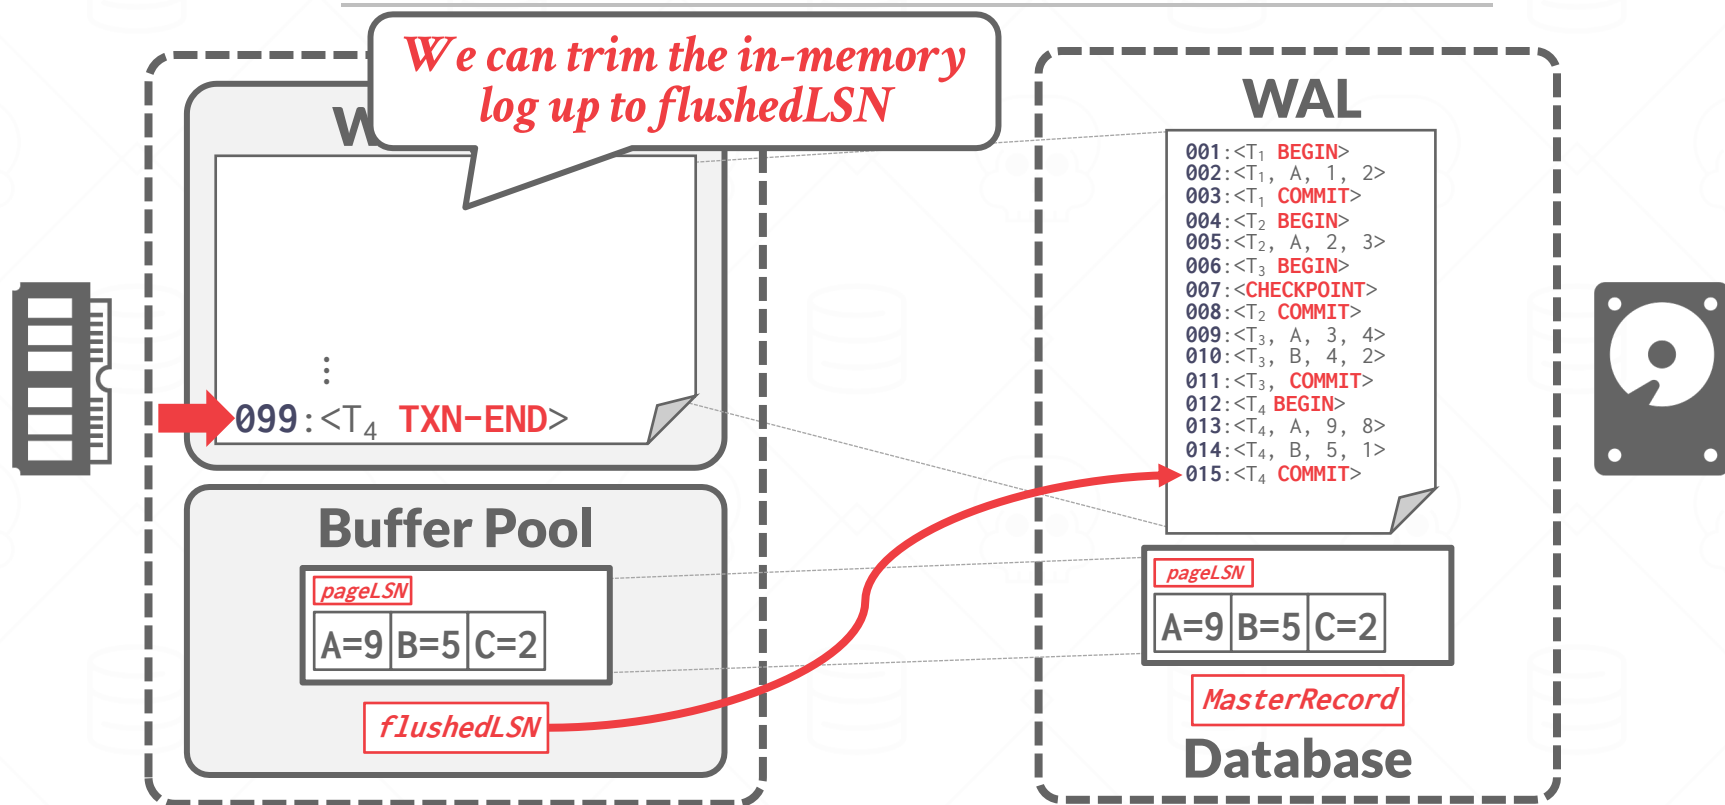 We can trim the in-memory
log up to flushedLSN
099:<T₄ TXN-END>
Buffer Pool
pageLSN
A=9 B=5 C=2
flushedLSN
WAL
001:<T₁ BEGIN>
002:<T₁, A, 1, 2>
003:<T₁ COMMIT>
004:<T₂ BEGIN>
005:<T₂, A, 2, 3>
006:<T₃ BEGIN>
007:<CHECKPOINT>
008:<T₂ COMMIT>
009:<T₃, A, 3, 4>
010:<T₃, B, 4, 2>
011:<T₃, COMMIT>
012:<T₄ BEGIN>
013:<T₄, A, 9, 8>
014:<T₄, B, 5, 1>
015:<T₄ COMMIT>
pageLSN
A=9 B=5 C=2
MasterRecord
Database